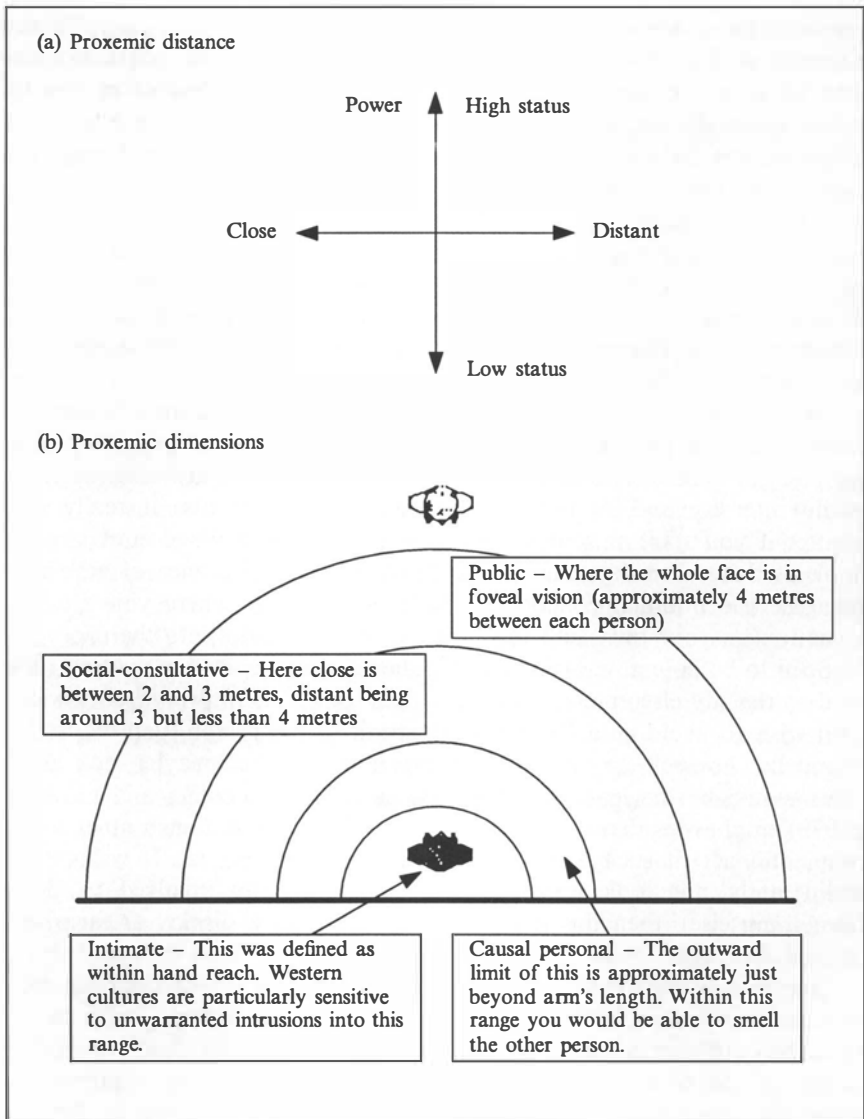 (a) Proxemic distance
Power High status
Close Distant
Low status
(b) Proxemic dimensions
Public – Where the whole face is in
foveal vision (approximately 4 metres
between each person)
Social consultative – Here close is
between 2 and 3 metres, distant being
around 3 but less than 4 metres
Intimate – This was defined as
within hand reach. Western
cultures are particularly sensitive
to unwarranted intrusions into this
range.
Causal personal – The outward
limit of this is approximately just
beyond arm's length. Within this
range you would be able to smell
the other person.